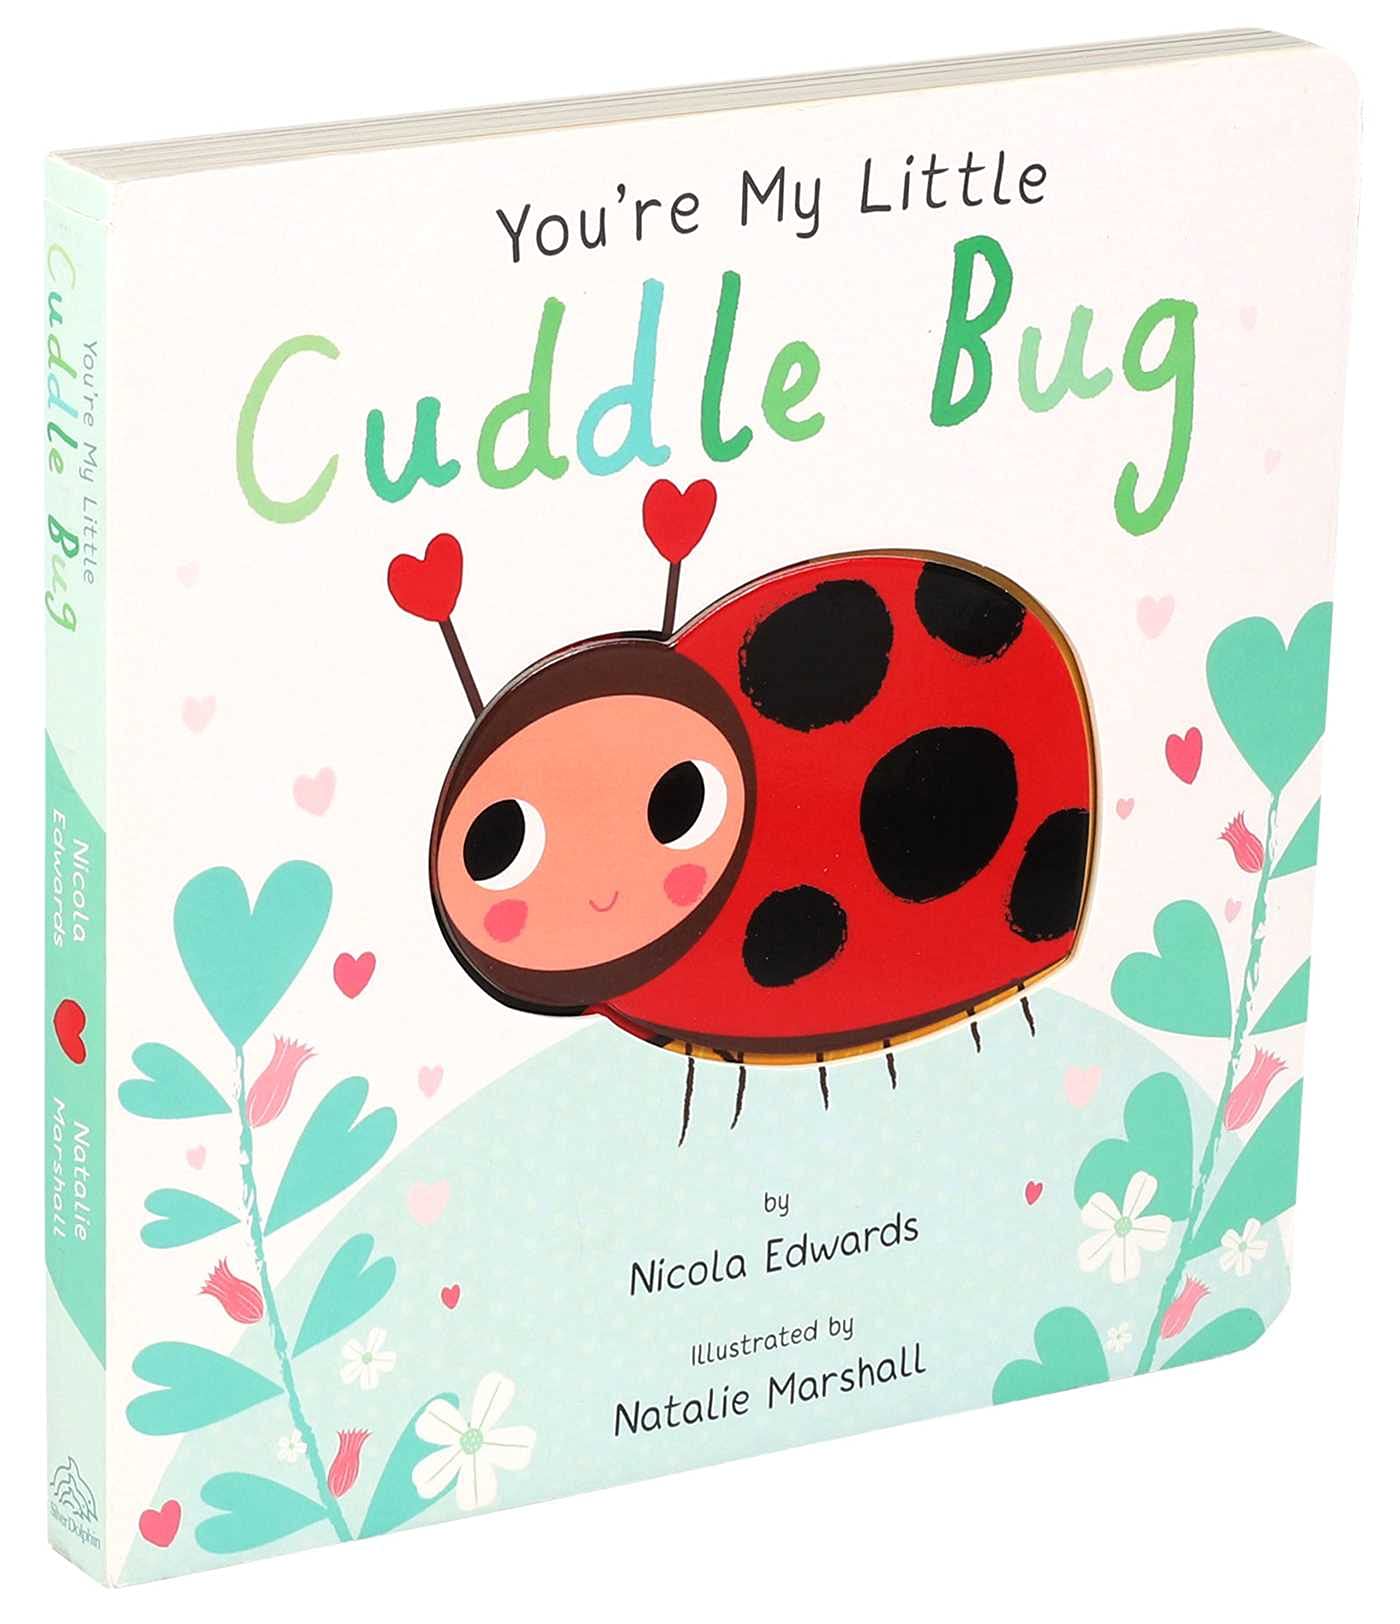 You're My Little
Cuddle Bug
by
Nicola Edwards
Illustrated by
Natalie Marshall
You're My Little
Cuddle Bug
Nicola
Edwards
Natalie
Marshall
SilverDolphin